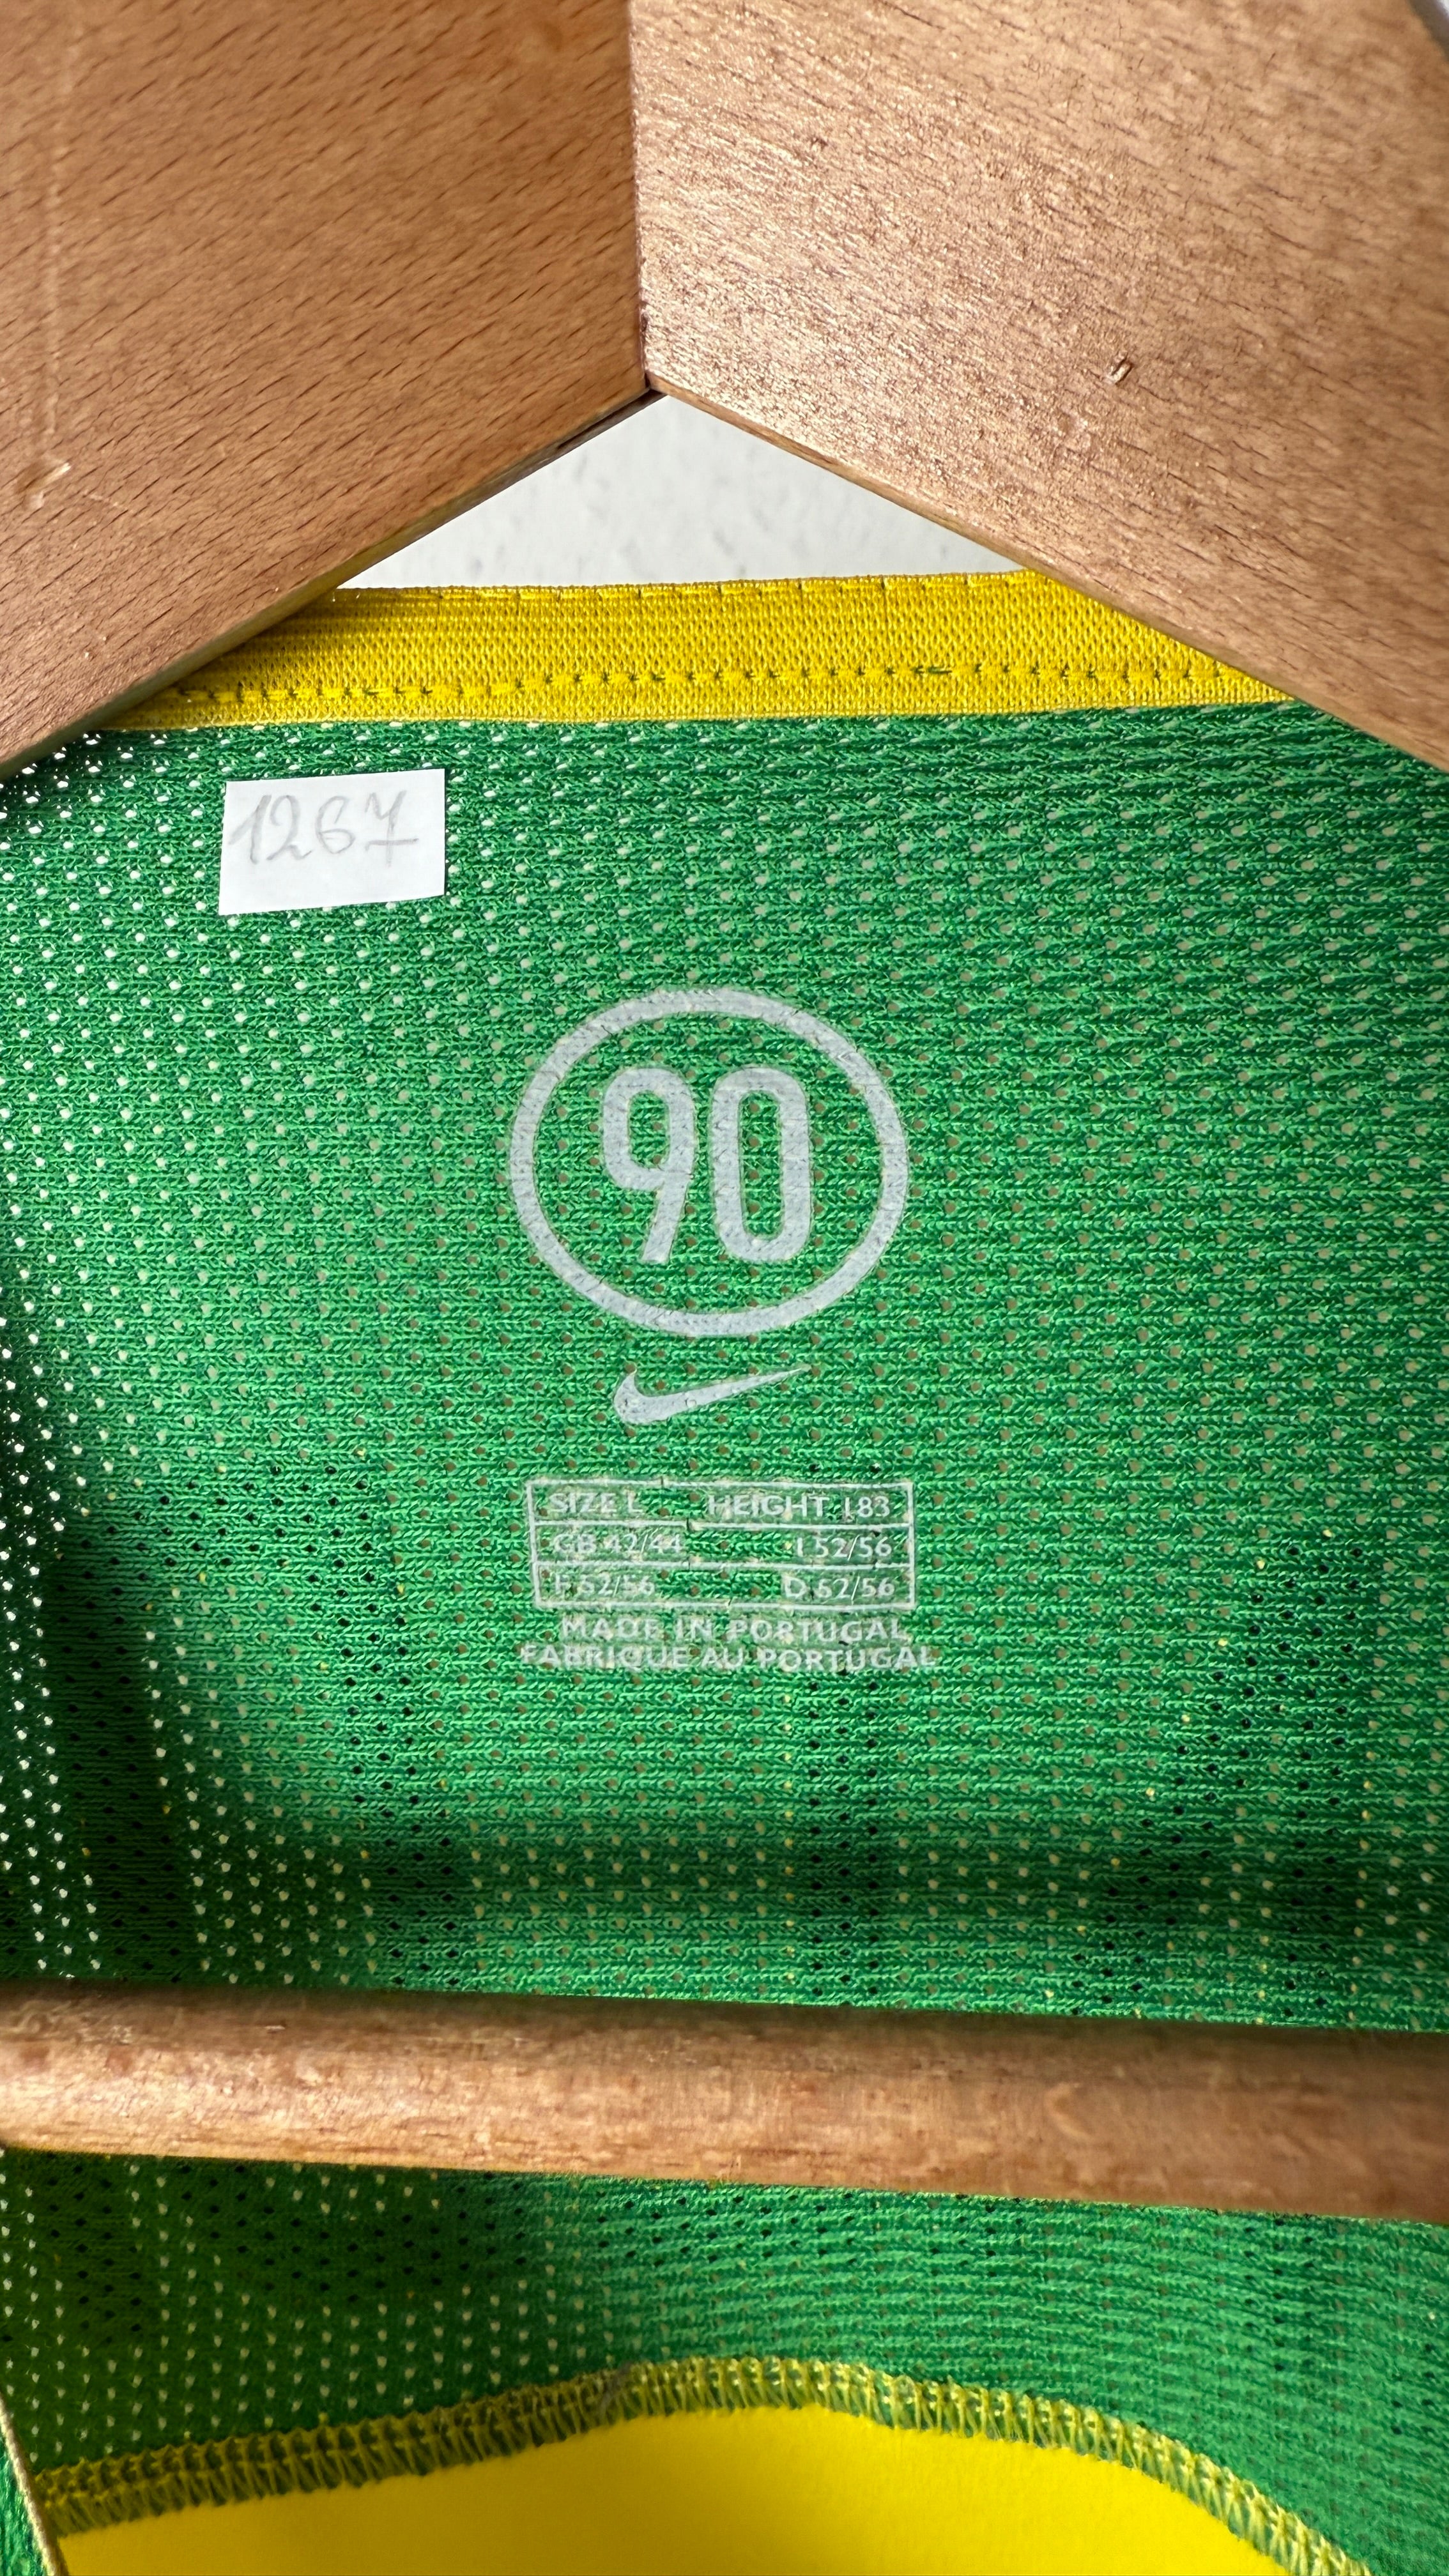 1267
90
SIZE L HEIGHT 183
GB 42/44 I 52/56
F 52/56 D 52/56
MADE IN PORTUGAL
FABRIQUE AU PORTUGAL